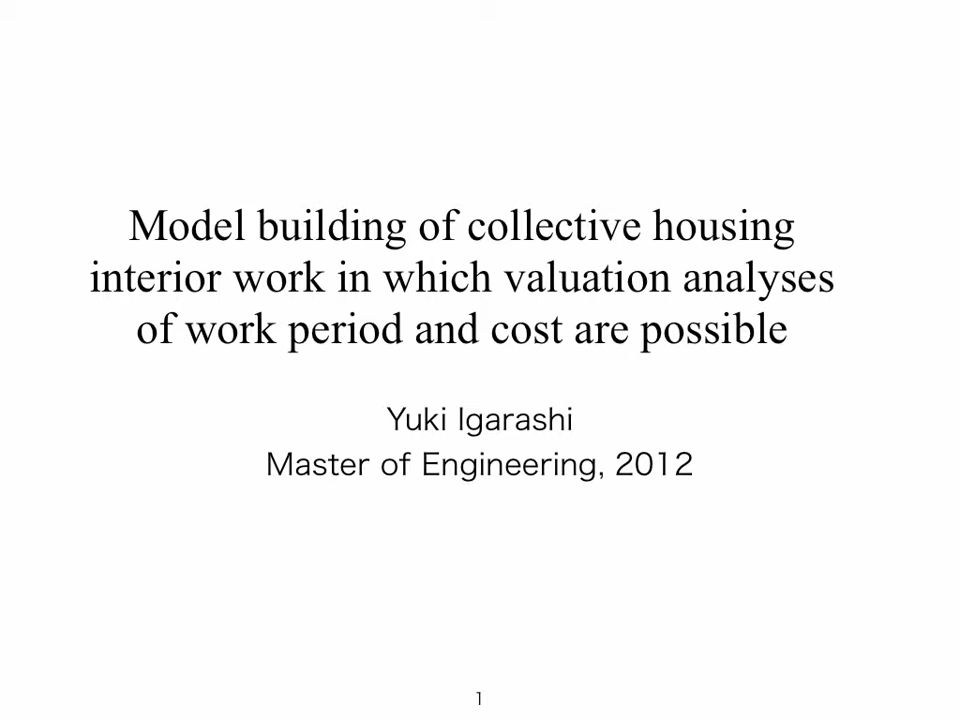 Model building of collective housing
interior work in which valuation analyses
of work period and cost are possible
Yuki Igarashi
Master of Engineering, 2012
1